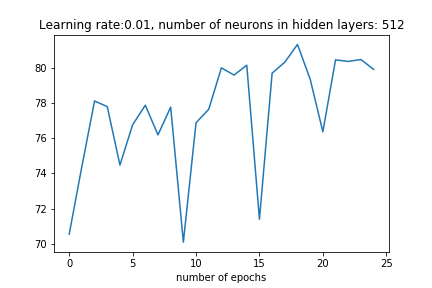 Learning rate:0.01, number of neurons in hidden layers: 512
80
78
76
74
72
70
0 5 10 15 20 25
number of epochs